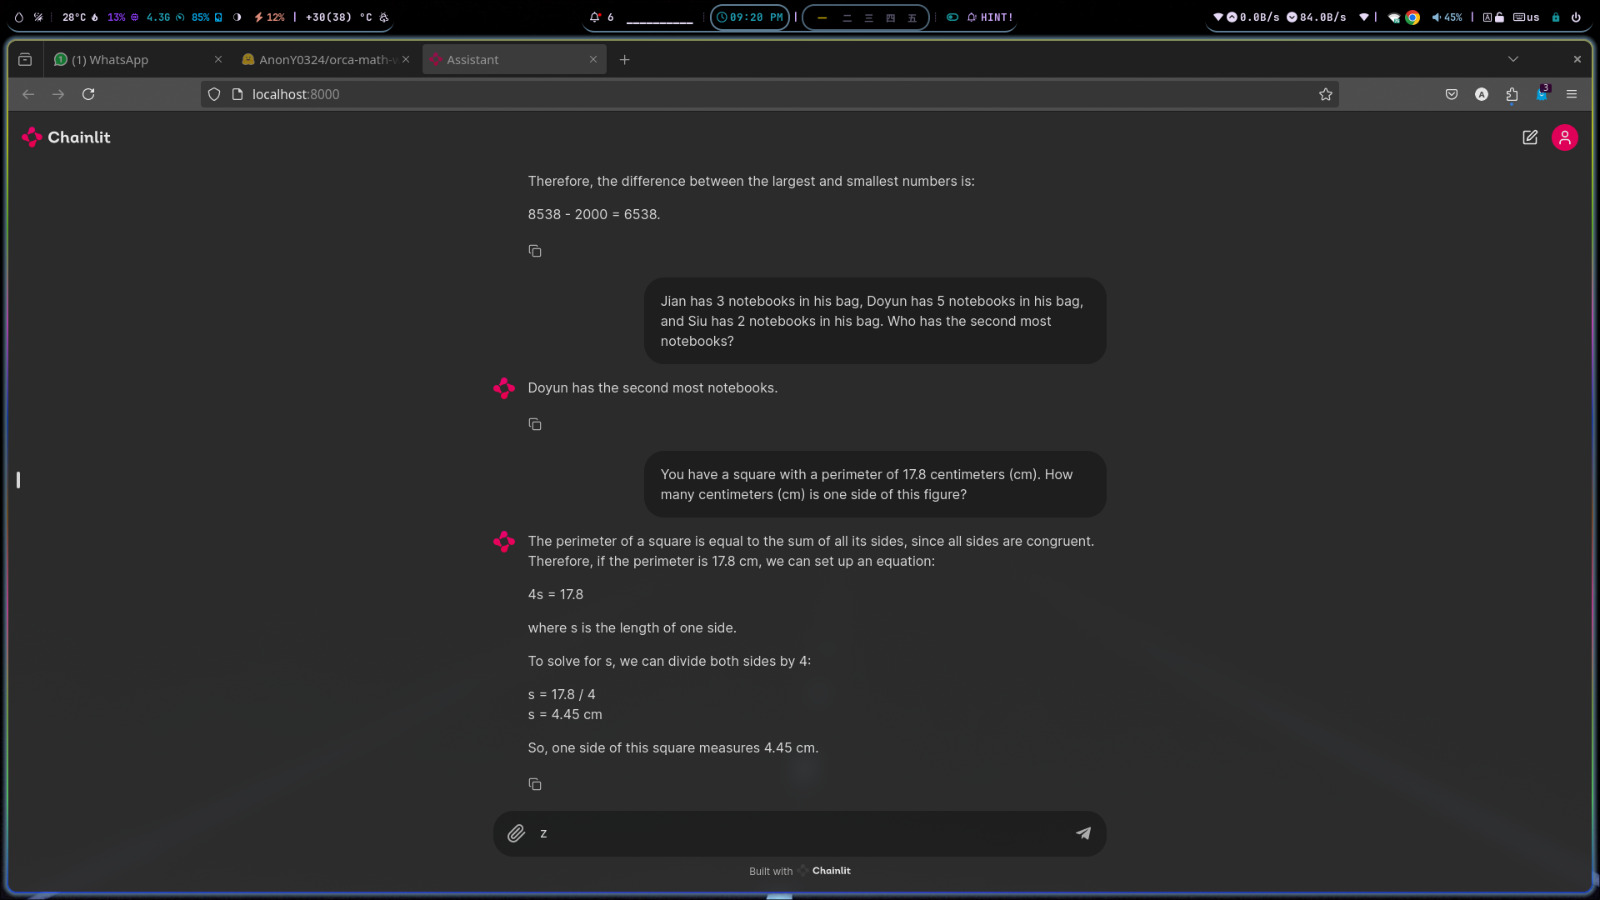 28°C 13% 4.3G 85% 12% | +30(38) °C
6 09:20 PM | 一 二 三 四 五 HINT!
0.0B/s 84.0B/s | 45% | us
(1) WhatsApp AnonY0324/orca-math- Assistant
localhost:8000 A 3
Chainlit
Therefore, the difference between the largest and smallest numbers is:
8538 - 2000 = 6538.
Jian has 3 notebooks in his bag, Doyun has 5 notebooks in his bag,
and Siu has 2 notebooks in his bag. Who has the second most
notebooks?
Doyun has the second most notebooks.
You have a square with a perimeter of 17.8 centimeters (cm). How
many centimeters (cm) is one side of this figure?
The perimeter of a square is equal to the sum of all its sides, since all sides are congruent.
Therefore, if the perimeter is 17.8 cm, we can set up an equation:
4s = 17.8
where s is the length of one side.
To solve for s, we can divide both sides by 4:
s = 17.8 / 4
s = 4.45 cm
So, one side of this square measures 4.45 cm.
z
Built with Chainlit